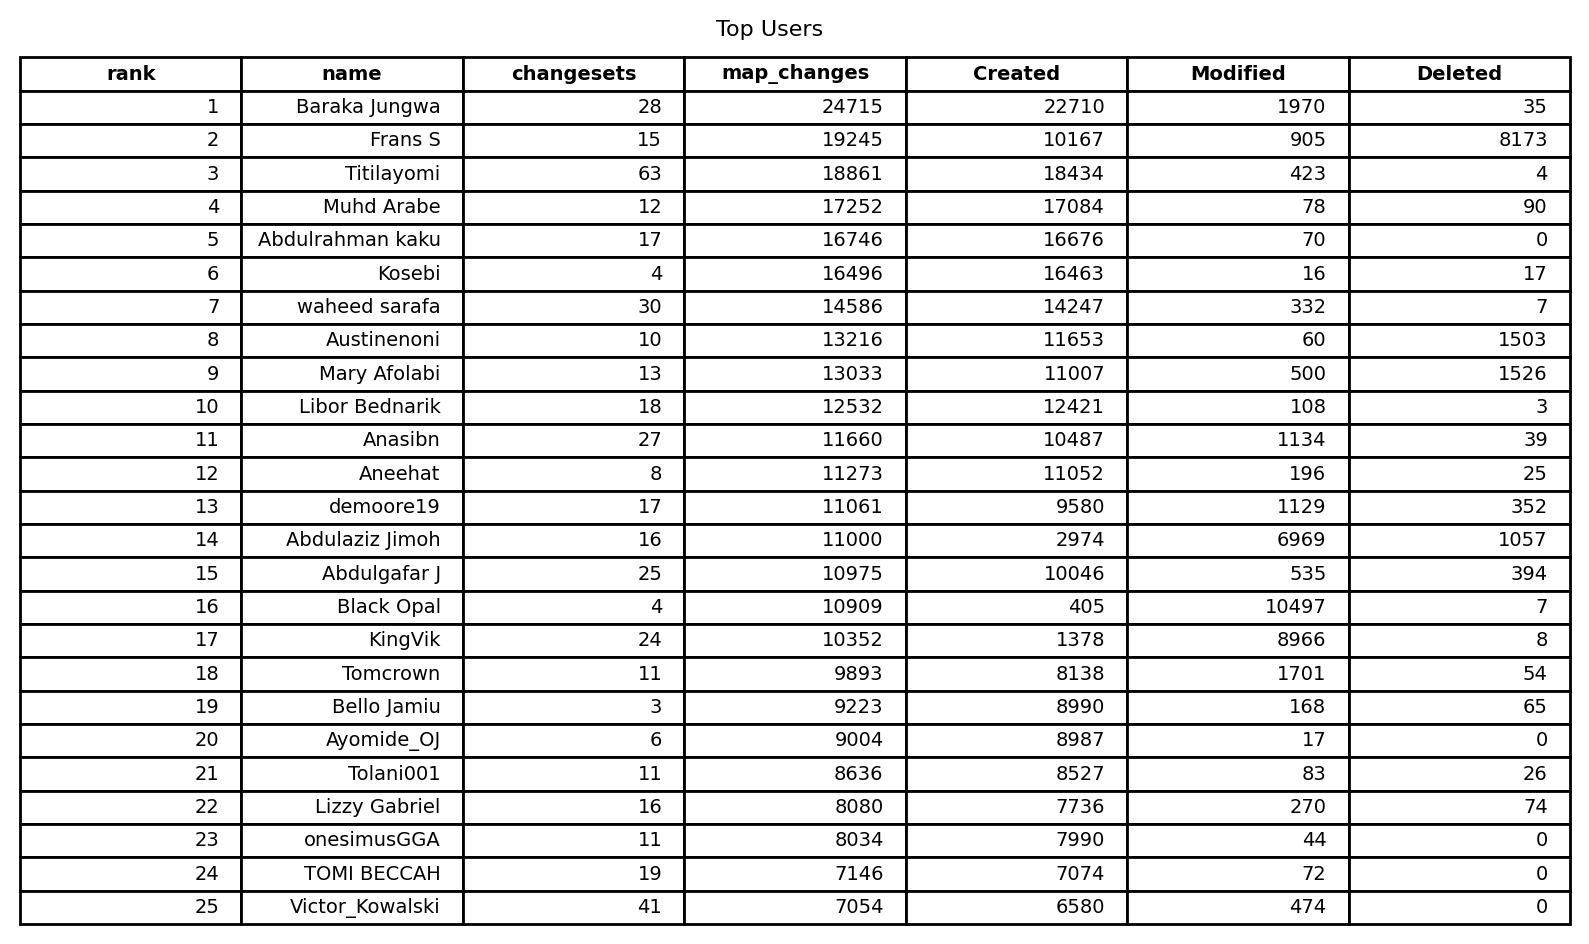 Top Users
rank name changesets map_changes Created Modified Deleted
1 Baraka Jungwa 28 24715 22710 1970 35
2 Frans S 15 19245 10167 905 8173
3 Titilayomi 63 18861 18434 423 4
4 Muhd Arabe 12 17252 17084 78 90
5 Abdulrahman kaku 17 16746 16676 70 0
6 Kosebi 4 16496 16463 16 17
7 waheed sarafa 30 14586 14247 332 7
8 Austinenoni 10 13216 11653 60 1503
9 Mary Afolabi 13 13033 11007 500 1526
10 Libor Bednarik 18 12532 12421 108 3
11 Anasibn 27 11660 10487 1134 39
12 Aneehat 8 11273 11052 196 25
13 demoore19 17 11061 9580 1129 352
14 Abdulaziz Jimoh 16 11000 2974 6969 1057
15 Abdulgafar J 25 10975 10046 535 394
16 Black Opal 4 10909 405 10497 7
17 KingVik 24 10352 1378 8966 8
18 Tomcrown 11 9893 8138 1701 54
19 Bello Jamiu 3 9223 8990 168 65
20 Ayomide_OJ 6 9004 8987 17 0
21 Tolani001 11 8636 8527 83 26
22 Lizzy Gabriel 16 8080 7736 270 74
23 onesimusGGA 11 8034 7990 44 0
24 TOMI BECCAH 19 7146 7074 72 0
25 Victor_Kowalski 41 7054 6580 474 0